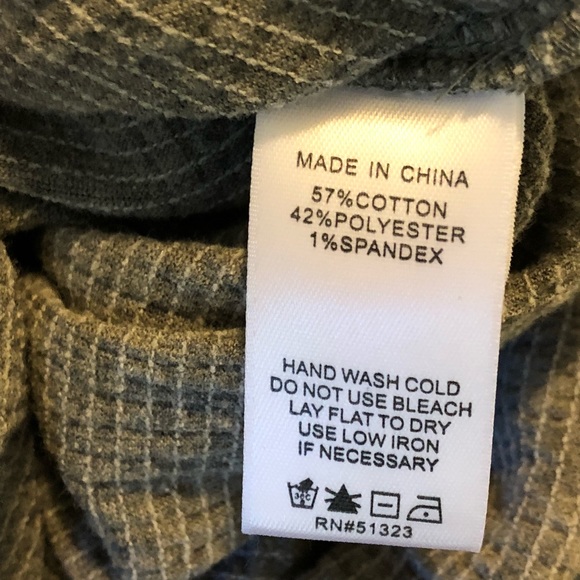 MADE IN CHINA
57%COTTON
42%POLYESTER
1%SPANDEX
HAND WASH COLD
DO NOT USE BLEACH
LAY FLAT TO DRY
USE LOW IRON
IF NECESSARY
RN#51323